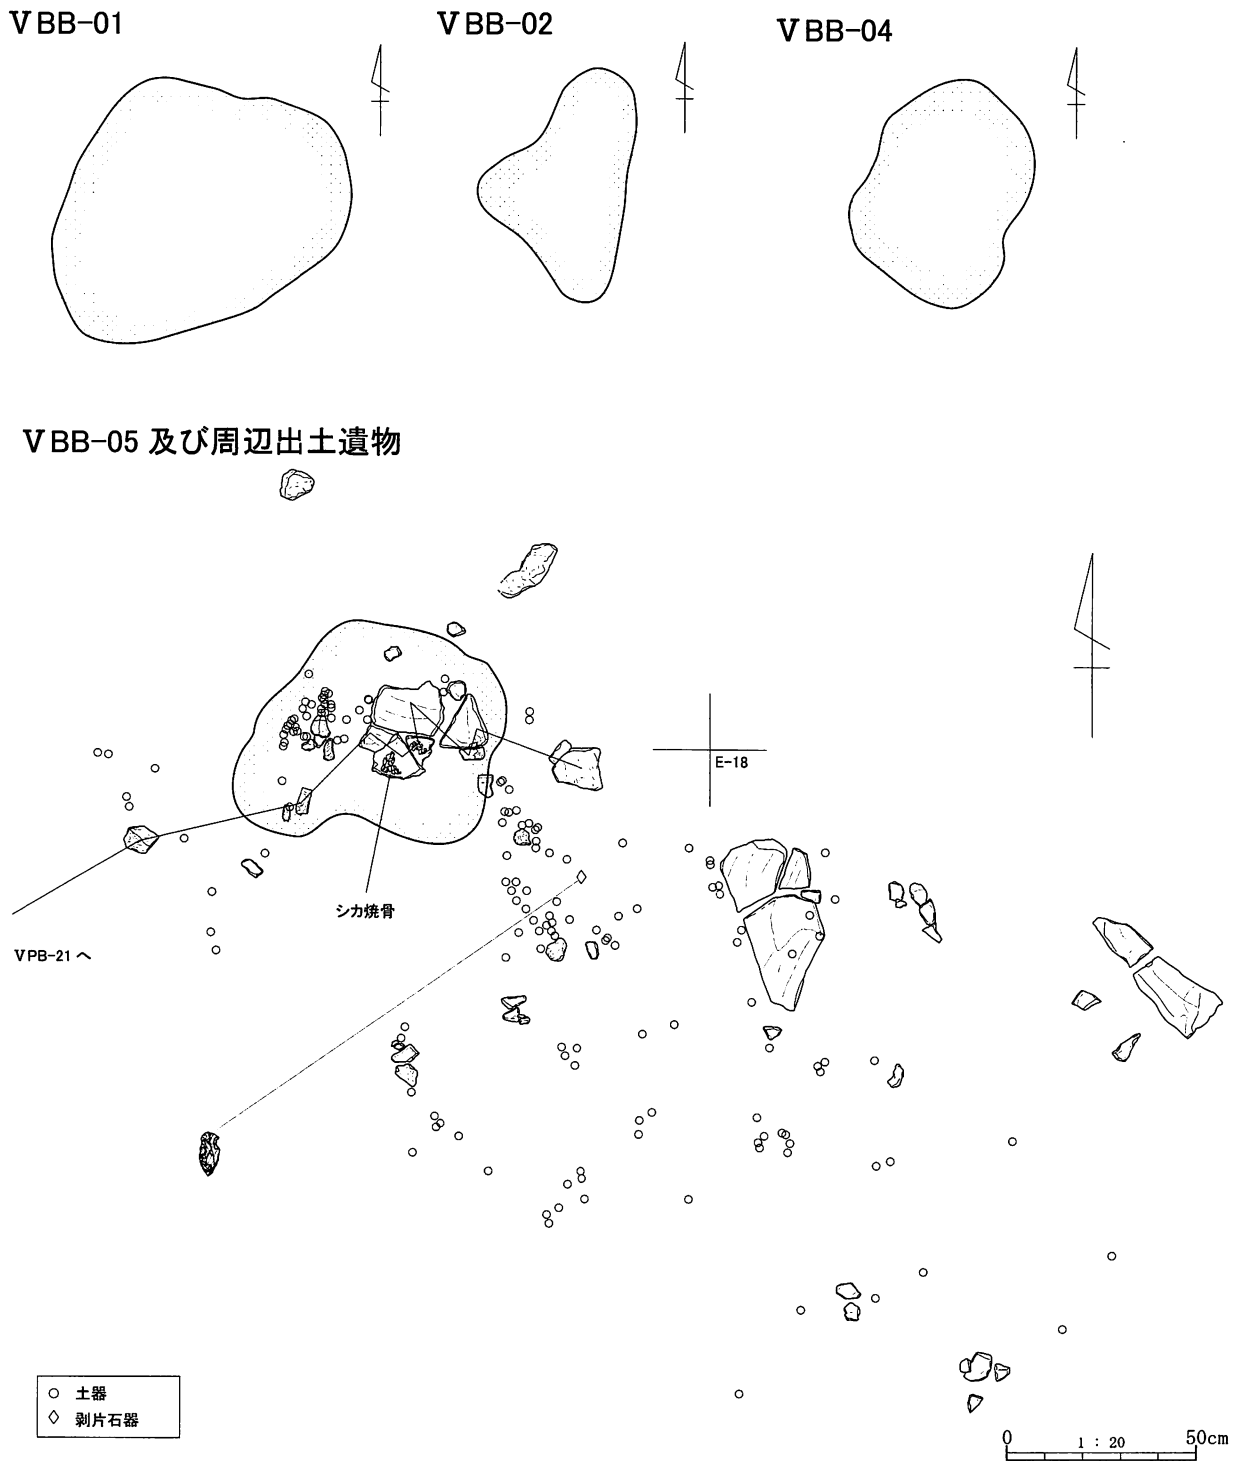 ⅤBB-01
ⅤBB-02
ⅤBB-04
ⅤBB-05 及び周辺出土遺物
E-18
シカ焼骨
ⅤPB-21 へ
○ 土器
◇ 剥片石器
0 1：20 50cm